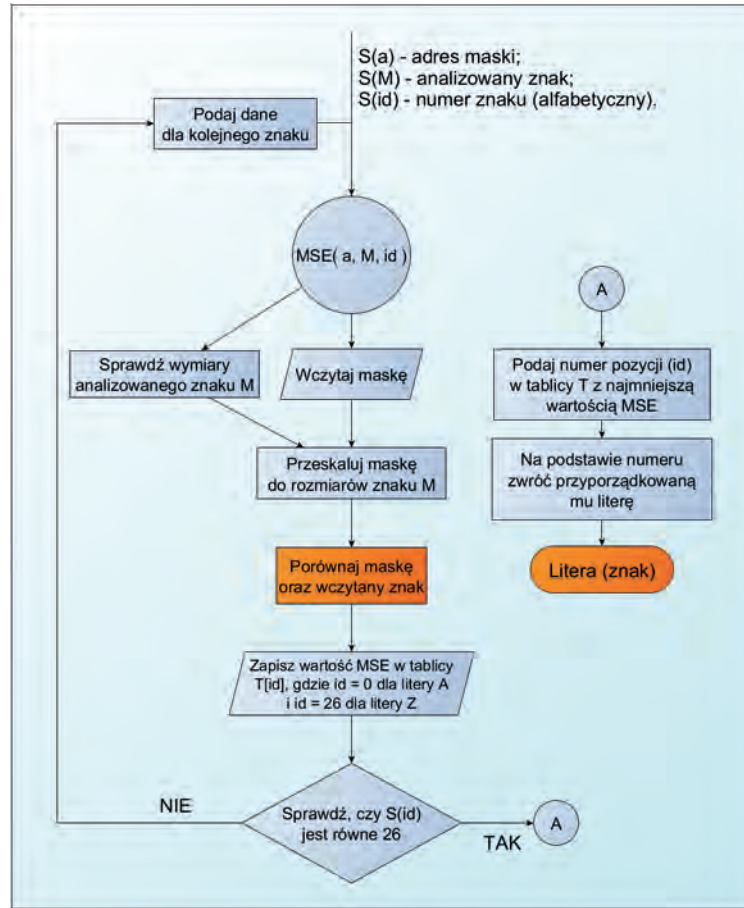 S(a) - adres maski;
S(M) - analizowany znak;
S(id) - numer znaku (alfabetyczny).
Podaj dane
dla kolejnego znaku
MSE( a, M, id )
Sprawdź wymiary
analizowanego znaku M
Wczytaj maskę
Przeskaluj maskę
do rozmiarów znaku M
Porównaj maskę
oraz wczytany znak
Zapisz wartość MSE w tablicy
T[id], gdzie id = 0 dla litery A
i id = 26 dla litery Z
NIE
Sprawdź, czy S(id)
jest równe 26
TAK
A
A
Podaj numer pozycji (id)
w tablicy T z najmniejszą
wartością MSE
Na podstawie numeru
zwróć przyporządkowaną
mu literę
Litera (znak)